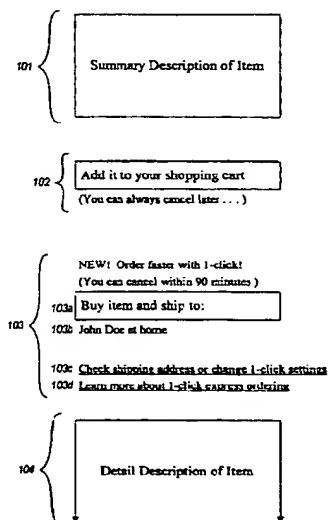 101 Summary Description of Item
102 Add it to your shopping cart
(You can always cancel later . . . )
NEW! Order faster with 1-click!
(You can cancel within 90 minutes )
103
103a Buy item and ship to:
103b John Doe at home
103c Check shipping address or change 1-click settings
103d Learn more about 1-click express ordering
104 Detail Description of Item